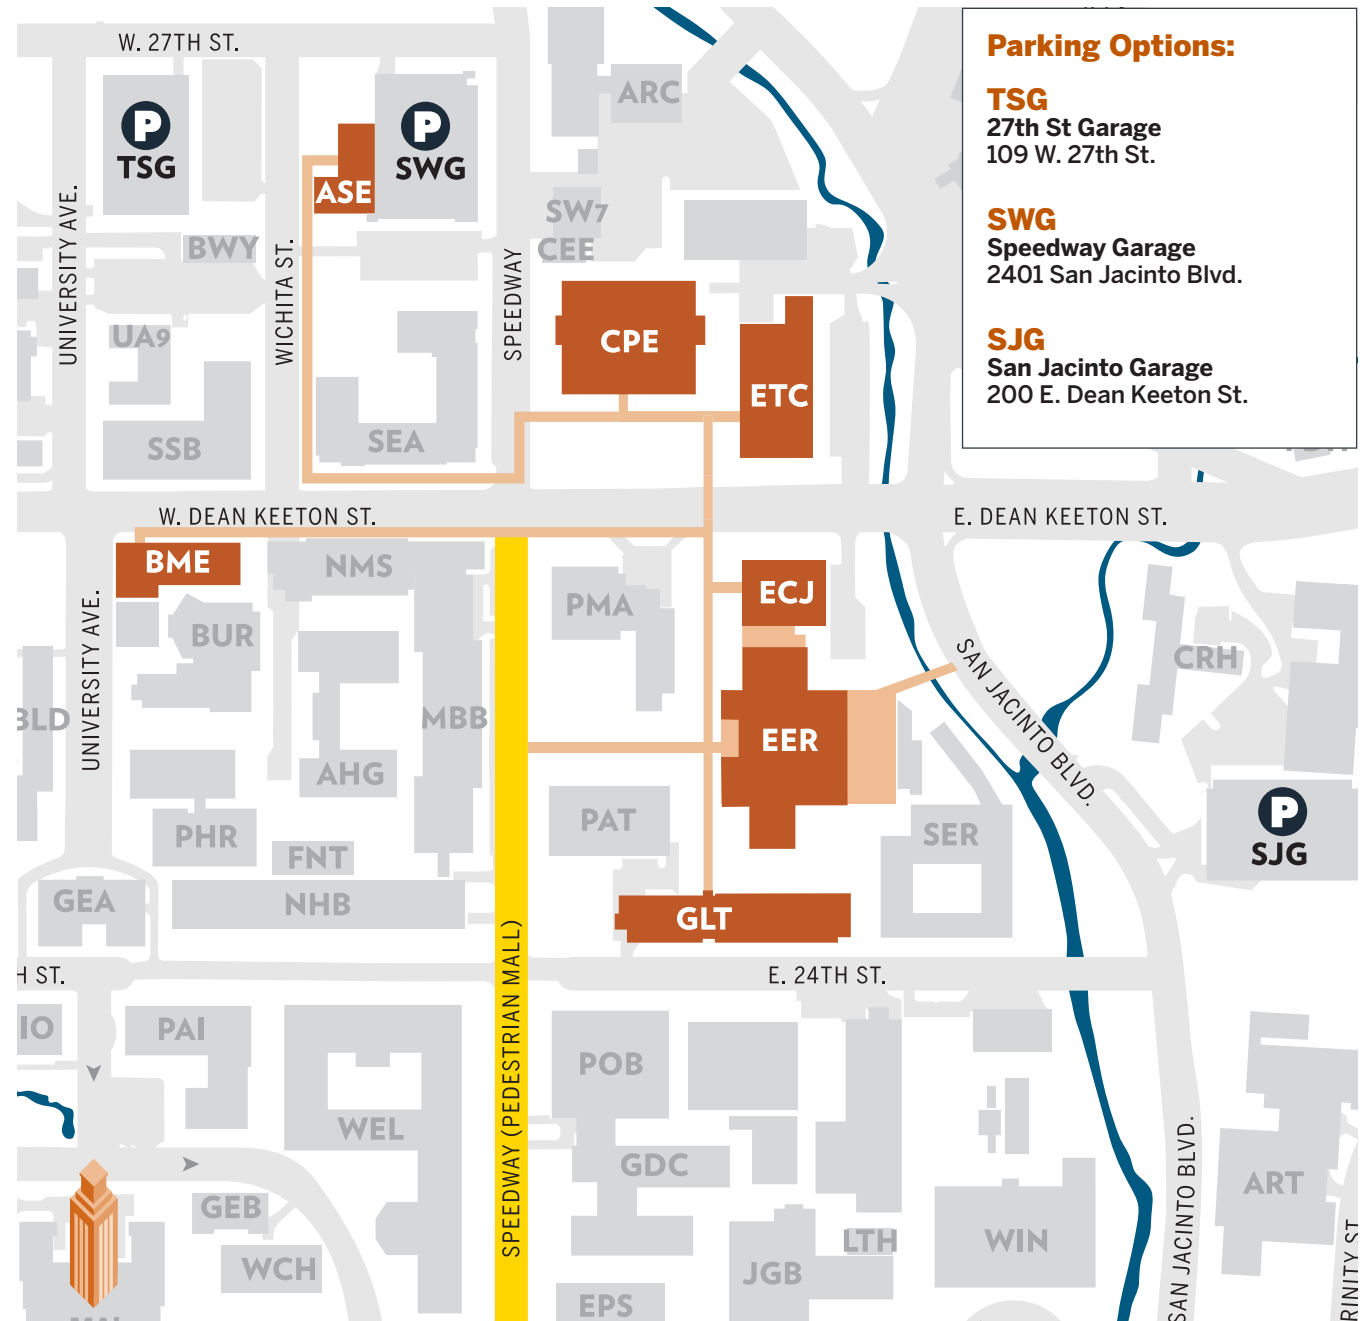 Parking Options:
TSG
27th St Garage
109 W. 27th St.
SWG
Speedway Garage
2401 San Jacinto Blvd.
SJG
San Jacinto Garage
200 E. Dean Keeton St.
W. 27TH ST.
P
TSG
P
SWG
ARC
ASE
SW7
BWY
CEE
UNIVERSITY AVE.
WICHITA ST.
SPEEDWAY
UA9
CPE
ETC
SSB
SEA
W. DEAN KEETON ST.
E. DEAN KEETON ST.
BME
NMS
ECJ
PMA
BUR
UNIVERSITY AVE.
CRH
SAN JACINTO BLVD.
BLD
MBB
EER
AHG
P
SJG
PAT
PHR
SER
FNT
GEA
NHB
GLT
H ST.
E. 24TH ST.
SPEEDWAY (PEDESTRIAN MALL)
IO
PAI
POB
WEL
GDC
ART
GEB
LTH
WIN
WCH
JGB
EPS
SAN JACINTO BLVD.
RINITY ST